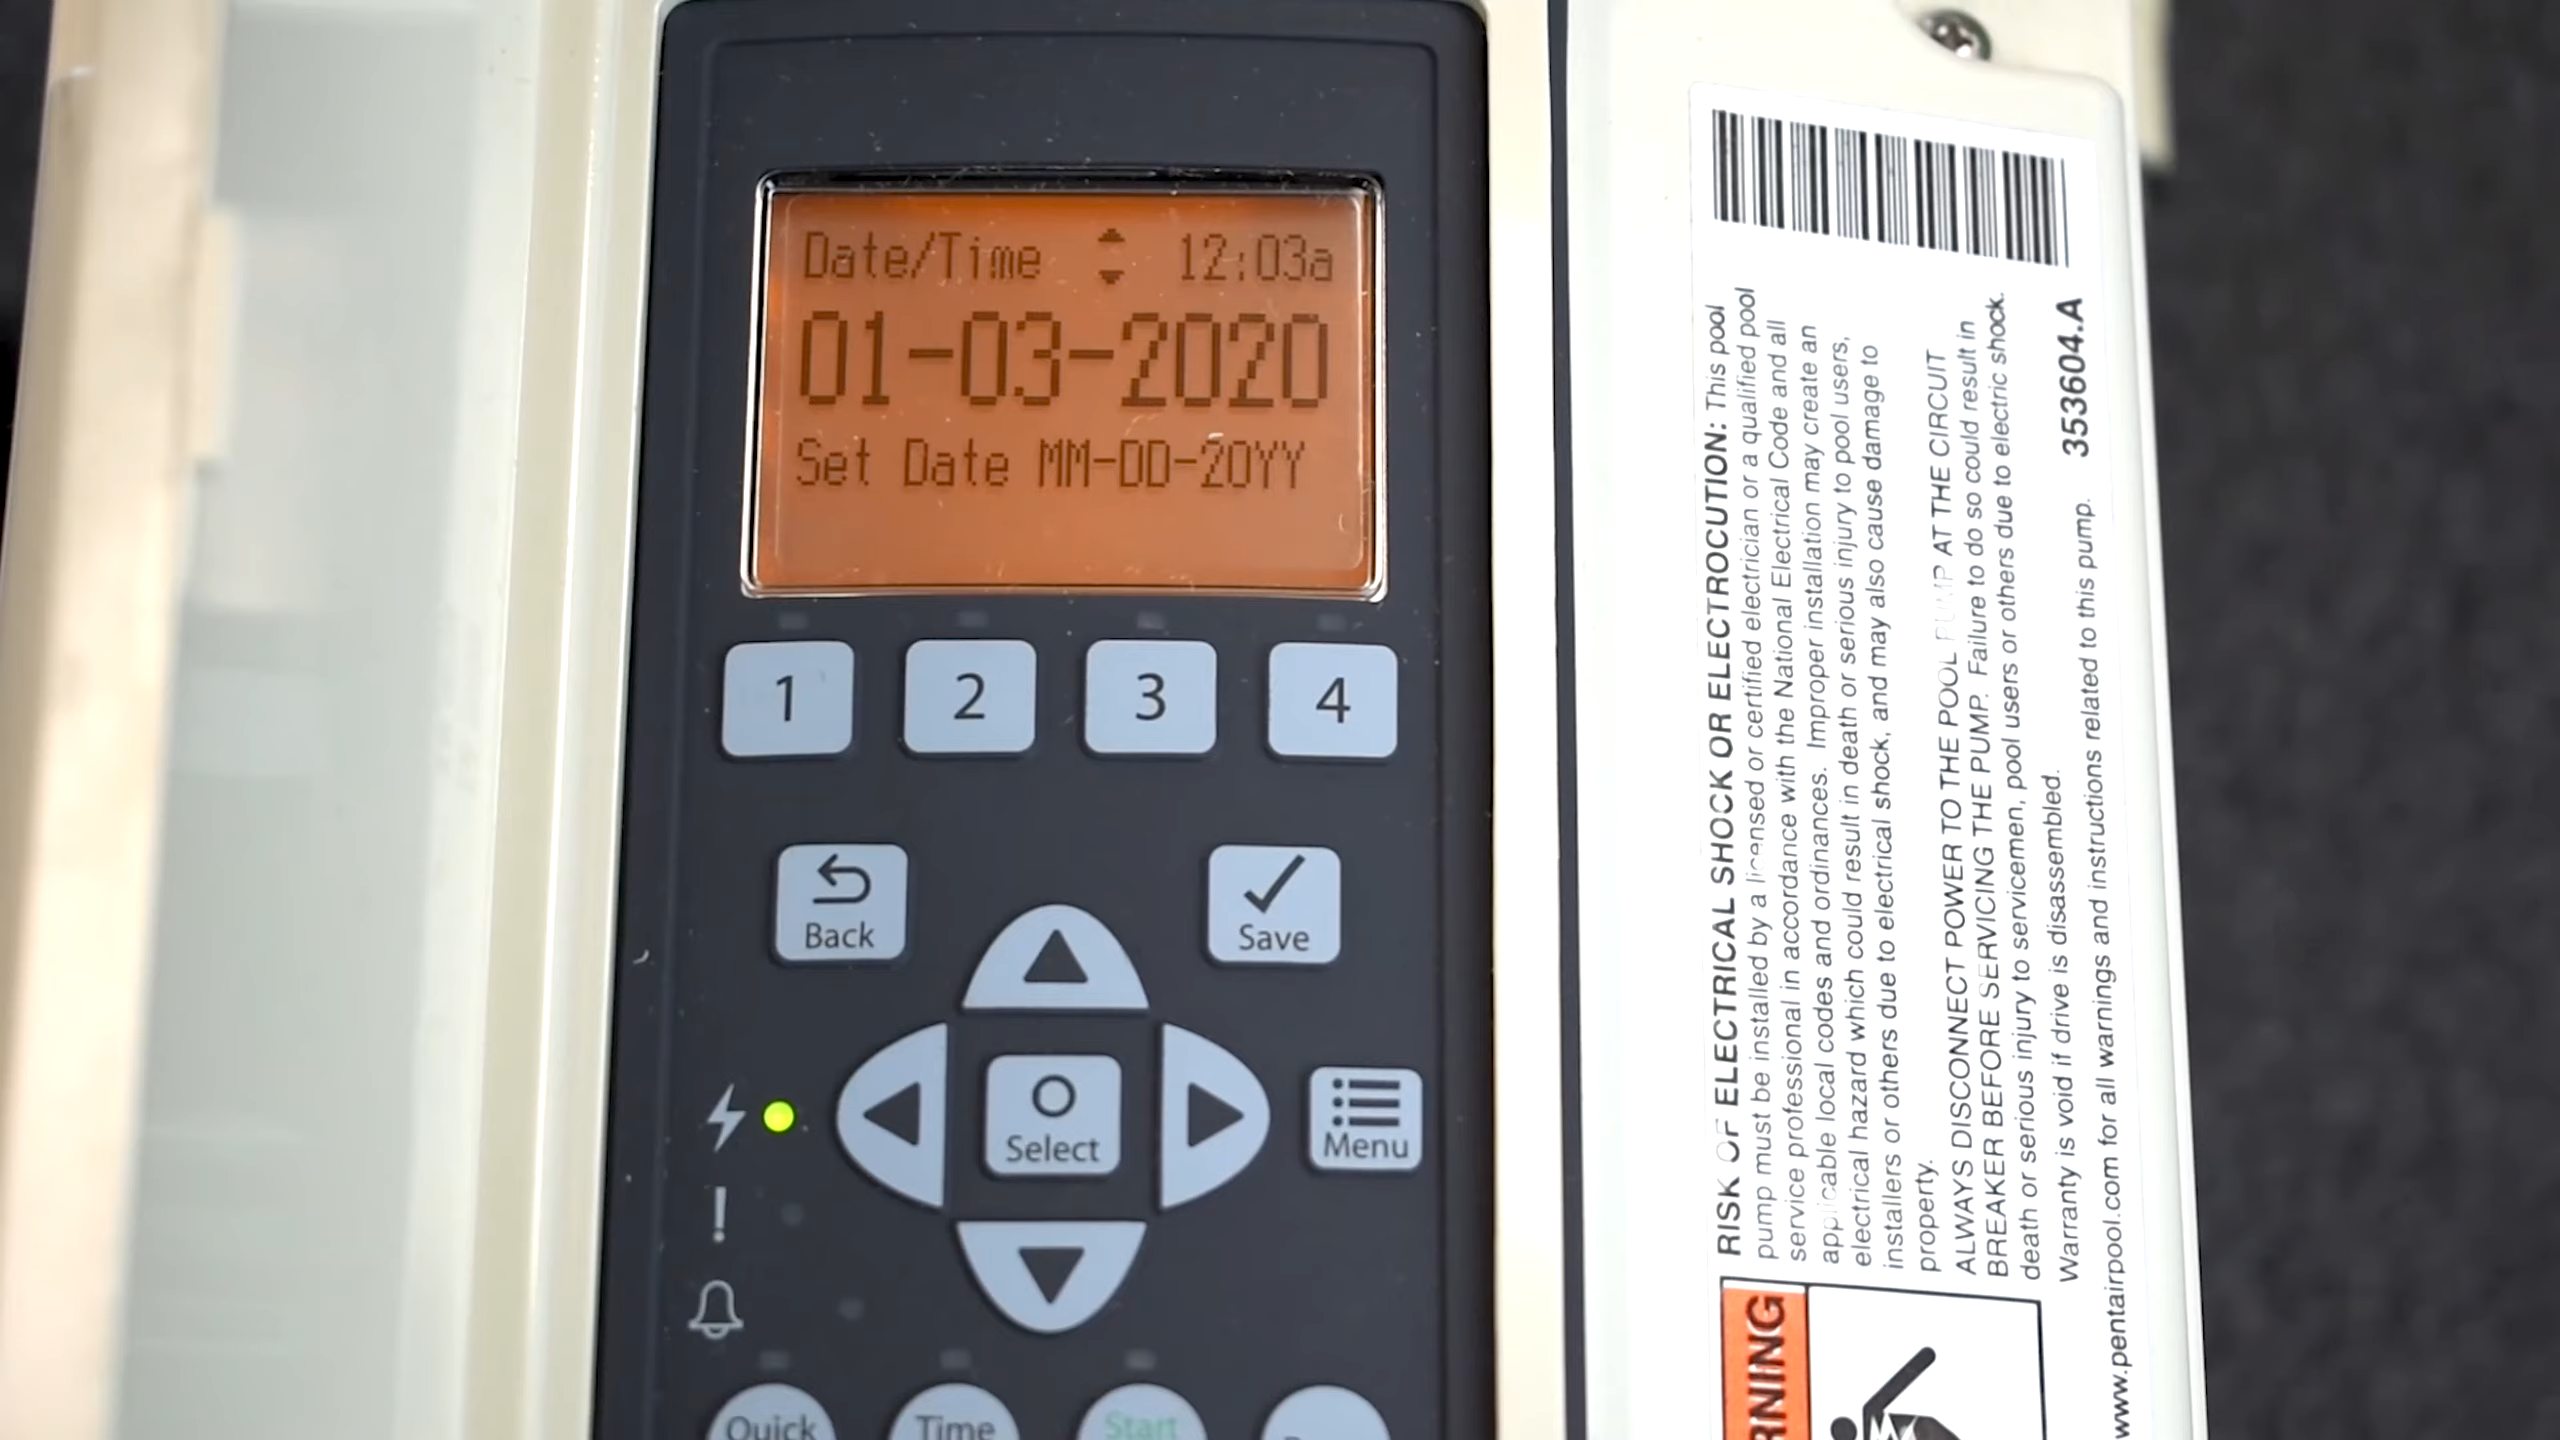 Date/Time 12:03a
01-03-2020
Set Date MM-DD-20YY
1
2
3
4
Back
Save
Select
Menu
Quick
Time
Start
RISK OF ELECTRICAL SHOCK OR ELECTROCUTION: This pool
pump must be installed by a licensed or certified electrician or a qualified pool
service professional in accordance with the National Electrical Code and all
applicable local codes and ordinances. Improper installation may create an
electrical hazard which could result in death or serious injury to pool users,
installers or others due to electrical shock, and may also cause damage to
property.
ALWAYS DISCONNECT POWER TO THE POOL PUMP AT THE CIRCUIT
BREAKER BEFORE SERVICING THE PUMP. Failure to do so could result in
death or serious injury to servicemen, pool users or others due to electric shock.
Warranty is void if drive is disassembled.
www.pentairpool.com for all warnings and instructions related to this pump.
353604.A
RNING